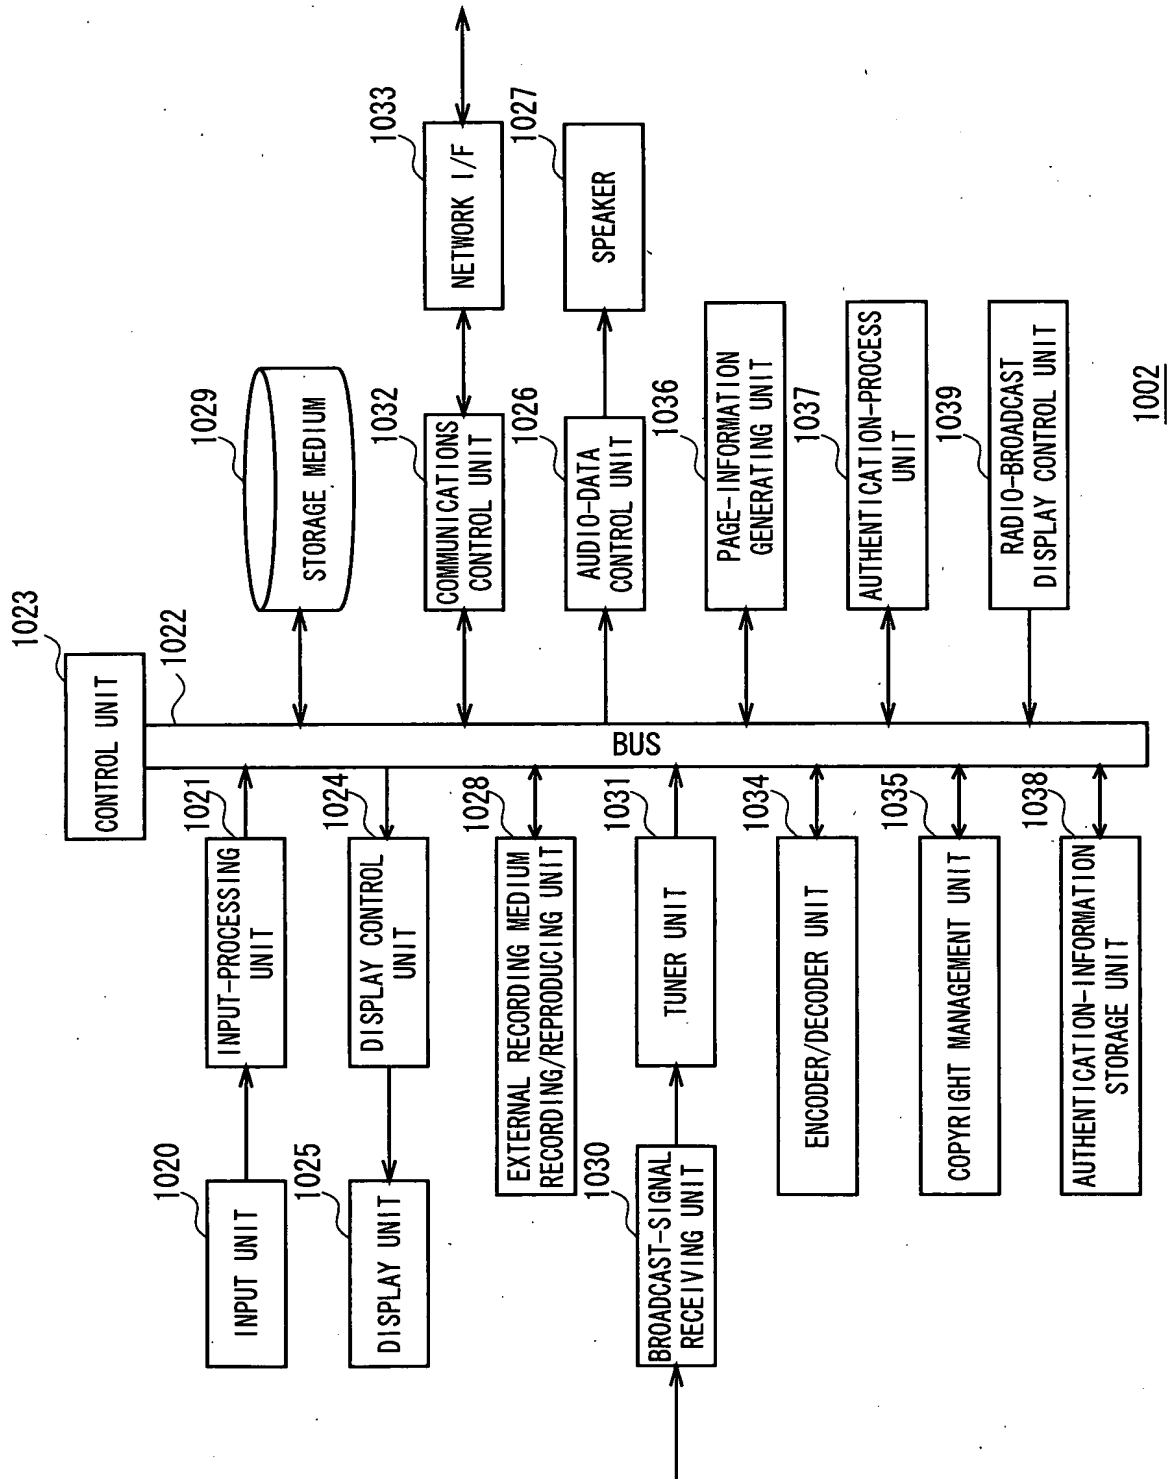 1023
CONTROL UNIT
1022
BUS
1020
INPUT UNIT
1021
INPUT-PROCESSING
UNIT
1025
DISPLAY UNIT
1024
DISPLAY CONTROL
UNIT
1028
EXTERNAL RECORDING MEDIUM
RECORDING/REPRODUCING UNIT
1030
BROADCAST-SIGNAL
RECEIVING UNIT
1031
TUNER UNIT
1034
ENCODER/DECODER UNIT
1035
COPYRIGHT MANAGEMENT UNIT
1038
AUTHENTICATION-INFORMATION
STORAGE UNIT
1029
STORAGE MEDIUM
1032
COMMUNICATIONS
CONTROL UNIT
1033
NETWORK I/F
1026
AUDIO-DATA
CONTROL UNIT
1027
SPEAKER
1036
PAGE-INFORMATION
GENERATING UNIT
1037
AUTHENTICATION-PROCESS
UNIT
1039
RADIO-BROADCAST
DISPLAY CONTROL UNIT
1002